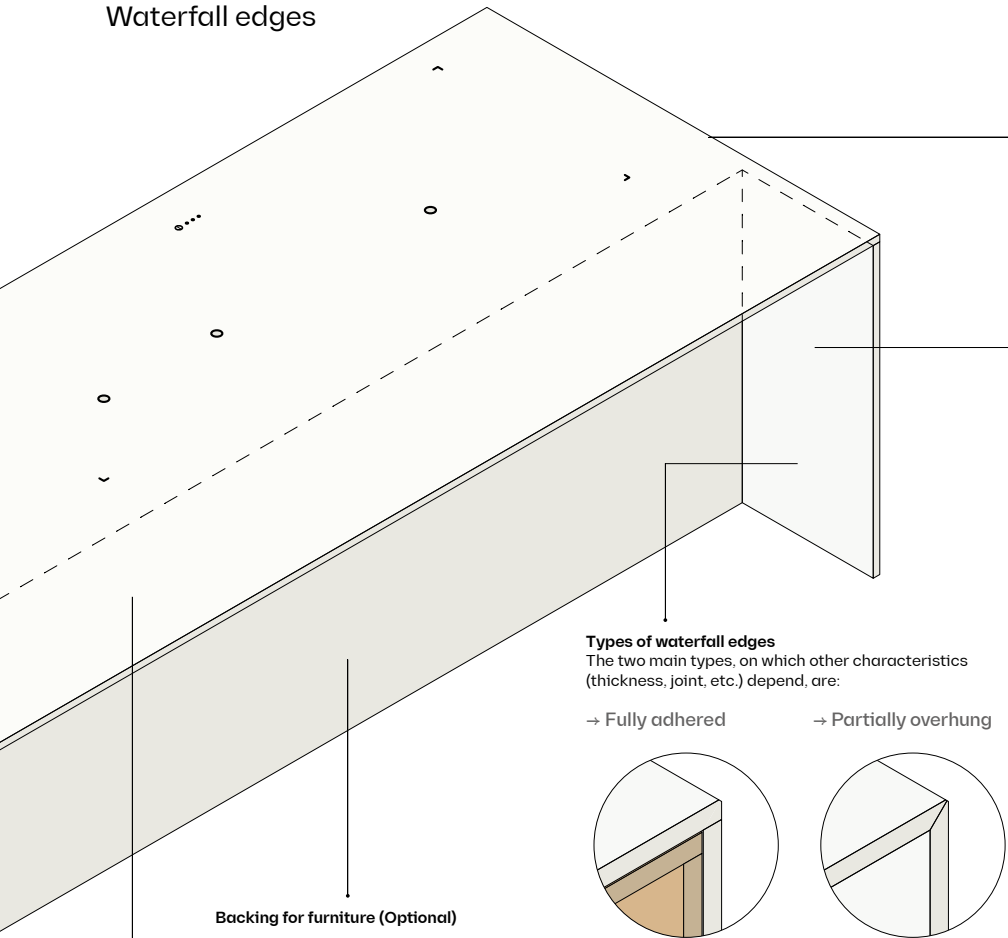 Waterfall edges
Types of waterfall edges
The two main types, on which other characteristics
(thickness, joint, etc.) depend, are:
→ Fully adhered
→ Partially overhung
Backing for furniture (Optional)